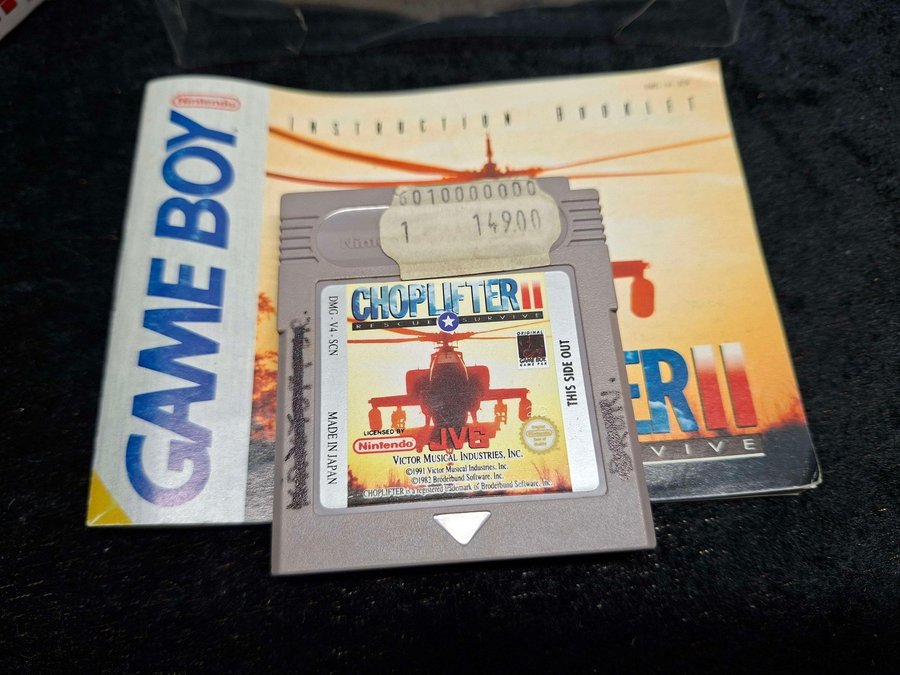 Nintendo
GAME BOY
INSTRUCTION BOOKLET
6010000000
1 149.00
Ninte
CHOPLIFTER II
RESCUE SURVIVE
DMG-V4-SCN
MADE IN JAPAN
ORIGINAL
GAME BOY
GAME PAK
THIS SIDE OUT
LICENSED BY
Nintendo
JVC
VICTOR MUSICAL INDUSTRIES, INC.
©1991 Victor Musical Industries, Inc.
©1982 Broderbund Software, Inc.
CHOPLIFTER is a registered trademark of Broderbund Software, Inc.
ER II
VIVE